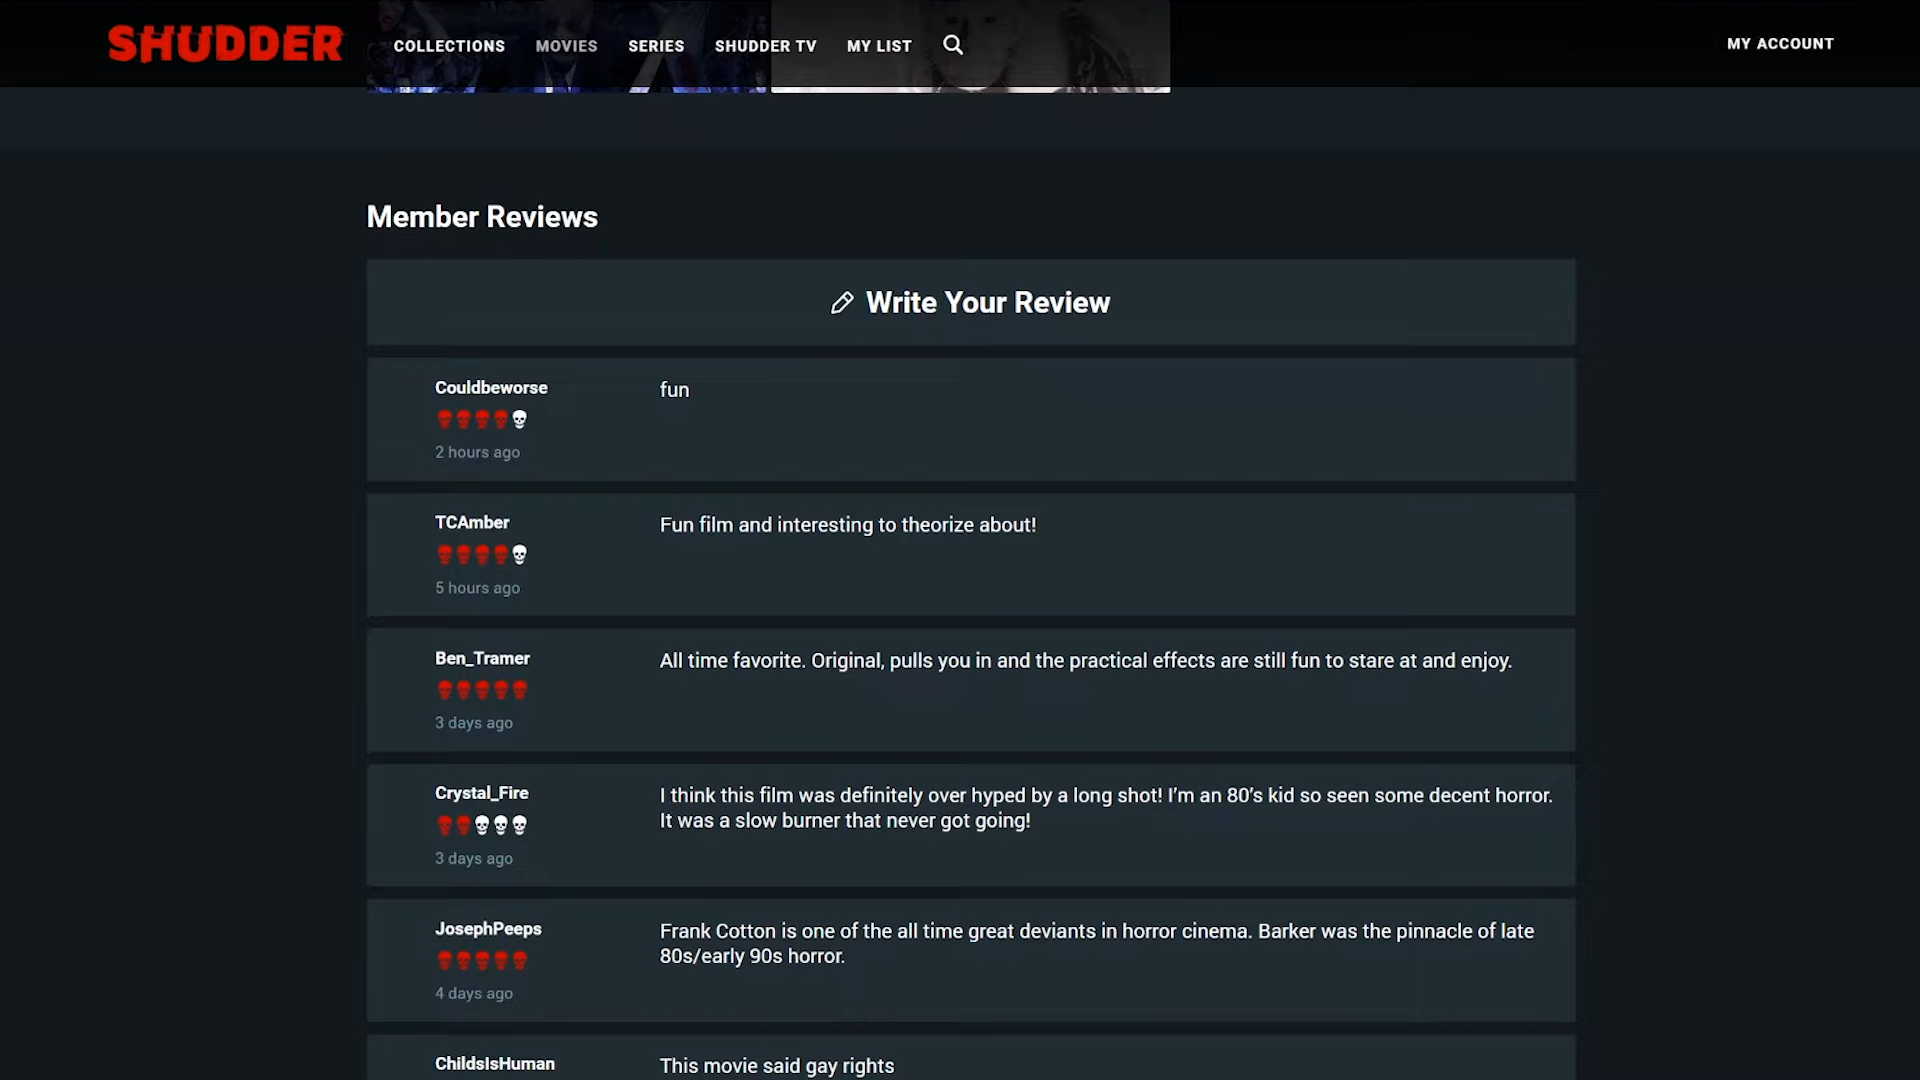 SHUDDER
COLLECTIONS MOVIES SERIES SHUDDER TV MY LIST
MY ACCOUNT
Member Reviews
Write Your Review
Couldbeworse
fun
2 hours ago
TCAmber
Fun film and interesting to theorize about!
5 hours ago
Ben_Tramer
All time favorite. Original, pulls you in and the practical effects are still fun to stare at and enjoy.
3 days ago
Crystal_Fire
I think this film was definitely over hyped by a long shot! I'm an 80's kid so seen some decent horror.
It was a slow burner that never got going!
3 days ago
JosephPeeps
Frank Cotton is one of the all time great deviants in horror cinema. Barker was the pinnacle of late
80s/early 90s horror.
4 days ago
ChildsIsHuman
This movie said gay rights